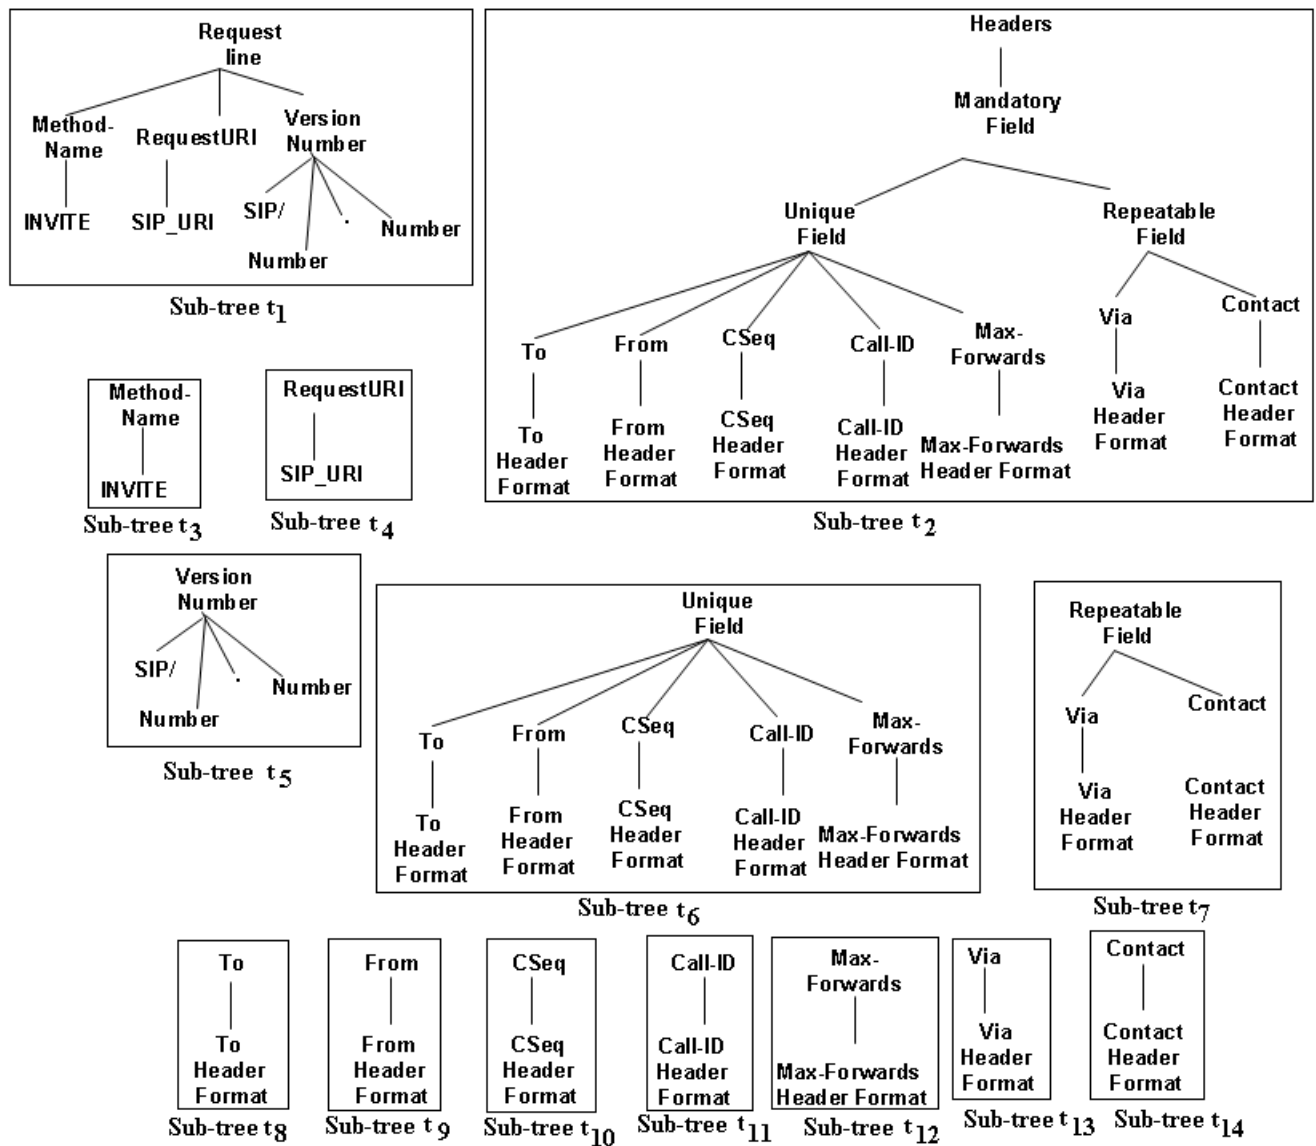 Request
line
Method-
Name
RequestURI
Version
Number
INVITE
SIP_URI
SIP/
Number
.
Number
Sub-tree t1
Headers
Mandatory
Field
Unique
Field
Repeatable
Field
To
From
CSeq
Call-ID
Max-
Forwards
Via
Contact
To
Header
Format
From
Header
Format
CSeq
Header
Format
Call-ID
Header
Format
Max-Forwards
Header Format
Via
Header
Format
Contact
Header
Format
Sub-tree t2
Method-
Name
INVITE
Sub-tree t3
RequestURI
SIP_URI
Sub-tree t4
Version
Number
SIP/
Number
.
Number
Sub-tree t5
Unique
Field
To
From
CSeq
Call-ID
Max-
Forwards
To
Header
Format
From
Header
Format
CSeq
Header
Format
Call-ID
Header
Format
Max-Forwards
Header Format
Sub-tree t6
Repeatable
Field
Via
Contact
Via
Header
Format
Contact
Header
Format
Sub-tree t7
To
To
Header
Format
Sub-tree t8
From
From
Header
Format
Sub-tree t9
CSeq
CSeq
Header
Format
Sub-tree t10
Call-ID
Call-ID
Header
Format
Sub-tree t11
Max-
Forwards
Max-Forwards
Header Format
Sub-tree t12
Via
Via
Header
Format
Sub-tree t13
Contact
Contact
Header
Format
Sub-tree t14